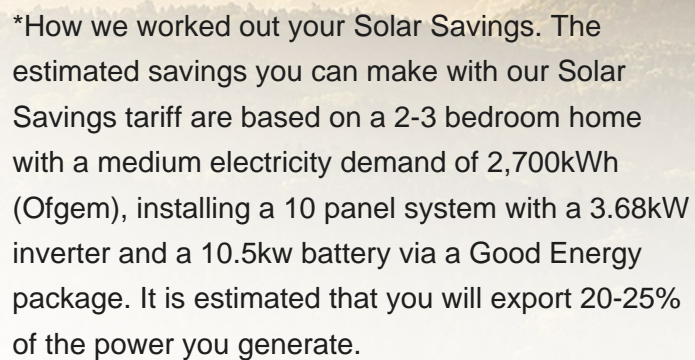 *How we worked out your Solar Savings. The
estimated savings you can make with our Solar
Savings tariff are based on a 2-3 bedroom home
with a medium electricity demand of 2,700kWh
(Ofgem), installing a 10 panel system with a 3.68kW
inverter and a 10.5kw battery via a Good Energy
package. It is estimated that you will export 20-25%
of the power you generate.